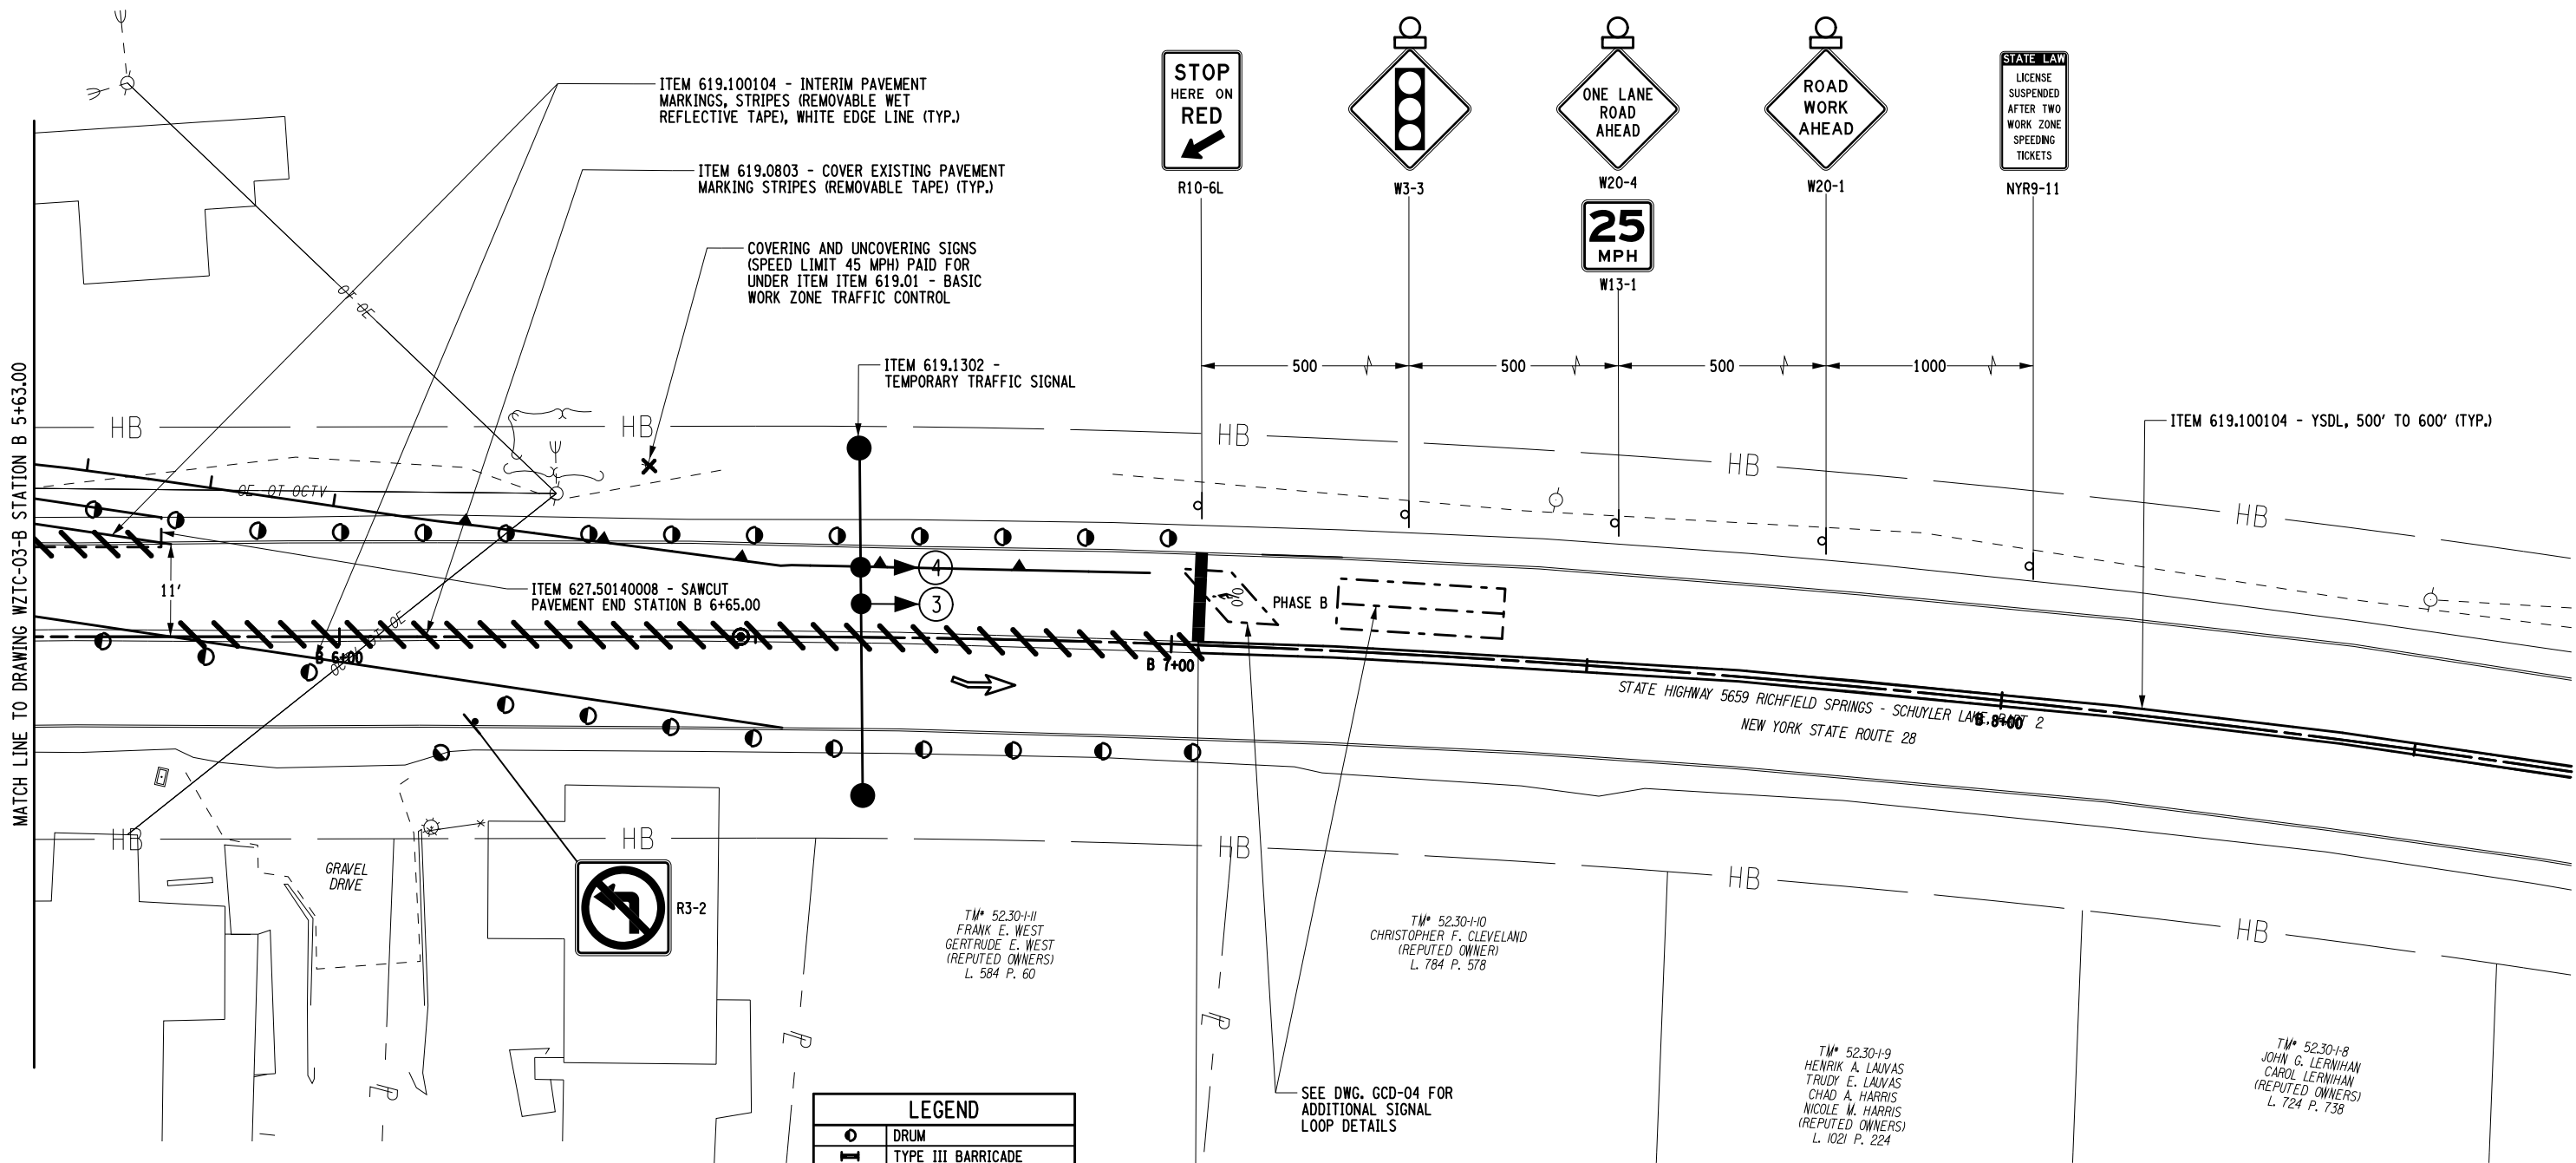 ITEM 619.100104 - INTERIM PAVEMENT
MARKINGS, STRIPES (REMOVABLE WET
REFLECTIVE TAPE), WHITE EDGE LINE (TYP.)
ITEM 619.0803 - COVER EXISTING PAVEMENT
MARKING STRIPES (REMOVABLE TAPE) (TYP.)
COVERING AND UNCOVERING SIGNS
(SPEED LIMIT 45 MPH) PAID FOR
UNDER ITEM ITEM 619.01 - BASIC
WORK ZONE TRAFFIC CONTROL
ITEM 619.1302 -
TEMPORARY TRAFFIC SIGNAL
STOP
HERE ON
RED
R10-6L
W3-3
ONE LANE
ROAD
AHEAD
W20-4
25
MPH
W13-1
ROAD
WORK
AHEAD
W20-1
STATE LAW
LICENSE
SUSPENDED
AFTER TWO
WORK ZONE
SPEEDING
TICKETS
NYR9-11
500
500
500
1000
ITEM 619.100104 - YSDL, 500' TO 600' (TYP.)
MATCH LINE TO DRAWING WZTC-03-B STATION B 5+63.00
HB
HB
HB
HB
HB
OE OE
OE OT OCTV
11'
ITEM 627.50140008 - SAWCUT
PAVEMENT END STATION B 6+65.00
4
3
PHASE B
B 6+00
B 7+00
B 8+00
STATE HIGHWAY 5659 RICHFIELD SPRINGS - SCHUYLER LAKE, PART 2
NEW YORK STATE ROUTE 28
HB
HB
HB
HB
HB
GRAVEL
DRIVE
R3-2
TM# 52.30-1-11
FRANK E. WEST
GERTRUDE E. WEST
(REPUTED OWNERS)
L. 584 P. 60
TM# 52.30-1-10
CHRISTOPHER F. CLEVELAND
(REPUTED OWNER)
L. 784 P. 578
TM# 52.30-1-9
HENRIK A. LAUVAS
TRUDY E. LAUVAS
CHAD A. HARRIS
NICOLE M. HARRIS
(REPUTED OWNERS)
L. 1021 P. 224
TM# 52.30-1-8
JOHN G. LERNIHAN
CAROL LERNIHAN
(REPUTED OWNERS)
L. 724 P. 738
PL
PL
PL
SEE DWG. GCD-04 FOR
ADDITIONAL SIGNAL
LOOP DETAILS
LEGEND
DRUM
TYPE III BARRICADE